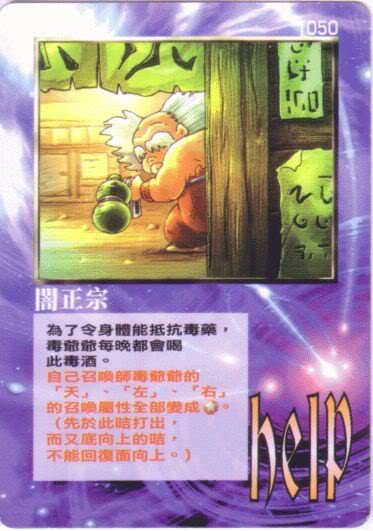 T050
闇正宗
為了令身體能抵抗毒藥，
毒爺爺每晚都會喝
此毒酒。
自己召喚師毒爺爺的
「天」、「左」、「右」
的召喚屬性全部變成 。
（先於此咭打出，
而又底向上的咭，
不能回復面向上。）
help